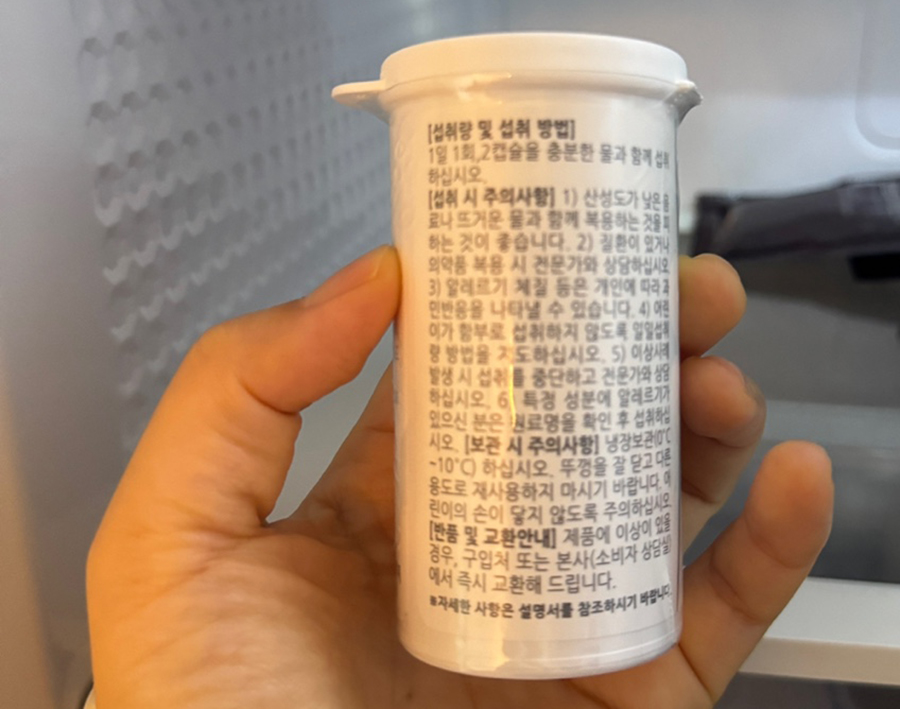 [섭취량 및 섭취 방법]
1일 1회,2캡슐을 충분한 물과 함께 섭취
하십시오.
[섭취 시 주의사항] 1) 산성도가 낮은 음
료나 뜨거운 물과 함께 복용하는 것을 피
하는 것이 좋습니다. 2) 질환이 있거나
의약품 복용 시 전문가와 상담하십시오.
3) 알레르기 체질 등은 개인에 따라 과
민반응을 나타낼 수 있습니다. 4) 어린
이가 함부로 섭취하지 않도록 일일섭취
량 방법을 지도하십시오. 5) 이상사례
발생 시 섭취를 중단하고 전문가와 상담
하십시오. 6) 특정 성분에 알레르기가
있으신 분은 원료명을 확인 후 섭취하십
시오. [보관 시 주의사항] 냉장보관(0°C
~10°C) 하십시오. 뚜껑을 잘 닫고 다른
용도로 재사용하지 마시기 바랍니다. 어
린이의 손이 닿지 않도록 주의하십시오.
[반품 및 교환안내] 제품에 이상이 있을
경우, 구입처 또는 본사(소비자 상담실)
에서 즉시 교환해 드립니다.
※자세한 사항은 설명서를 참조하시기 바랍니다.